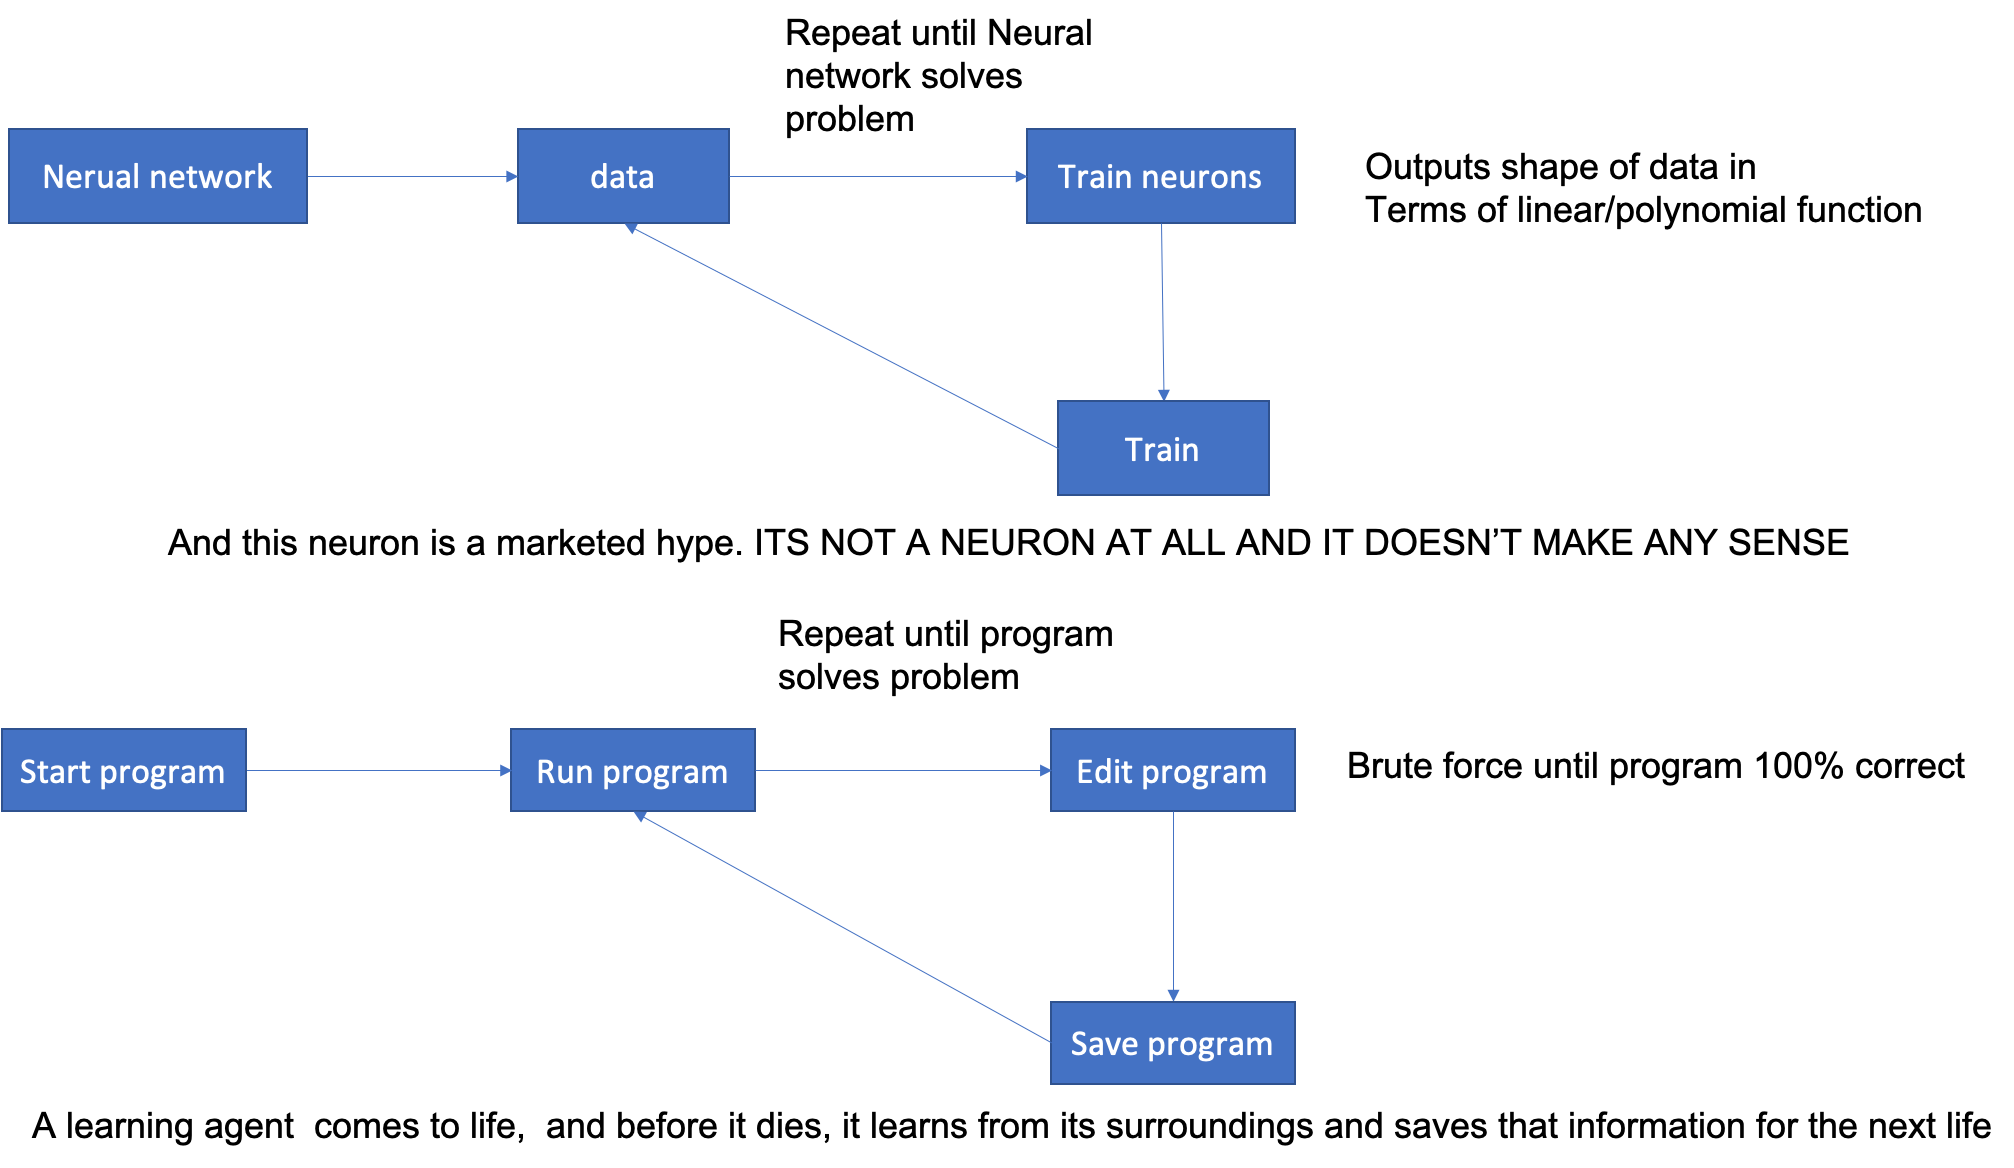 Repeat until Neural
network solves
problem
Nerual network
data
Train neurons
Outputs shape of data in
Terms of linear/polynomial function
Train
And this neuron is a marketed hype. ITS NOT A NEURON AT ALL AND IT DOESN’T MAKE ANY SENSE
Repeat until program
solves problem
Start program
Run program
Edit program
Brute force until program 100% correct
Save program
A learning agent  comes to life,  and before it dies, it learns from its surroundings and saves that information for the next life